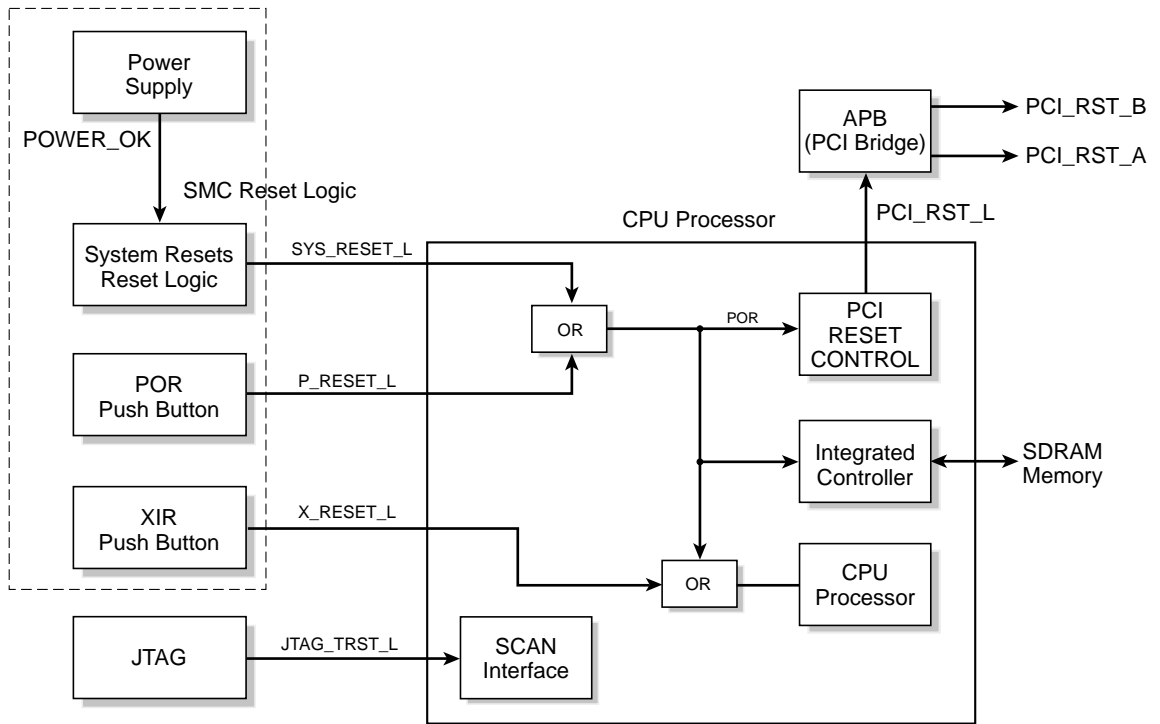 Power
Supply
POWER_OK
SMC Reset Logic
System Resets
Reset Logic
SYS_RESET_L
POR
Push Button
P_RESET_L
XIR
Push Button
X_RESET_L
JTAG
JTAG_TRST_L
CPU Processor
OR
POR
PCI
RESET
CONTROL
PCI_RST_L
APB
(PCI Bridge)
PCI_RST_B
PCI_RST_A
Integrated
Controller
SDRAM
Memory
OR
CPU
Processor
SCAN
Interface